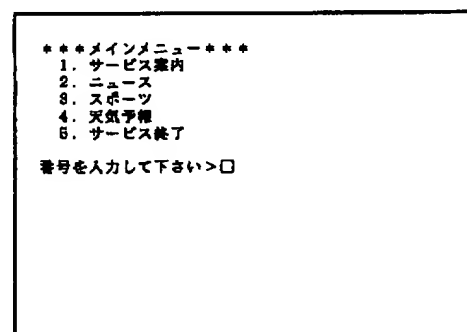 ***メインメニュー***
1. サービス案内
2. ニュース
3. スポーツ
4. 天気予報
5. サービス終了
番号を入力して下さい>□